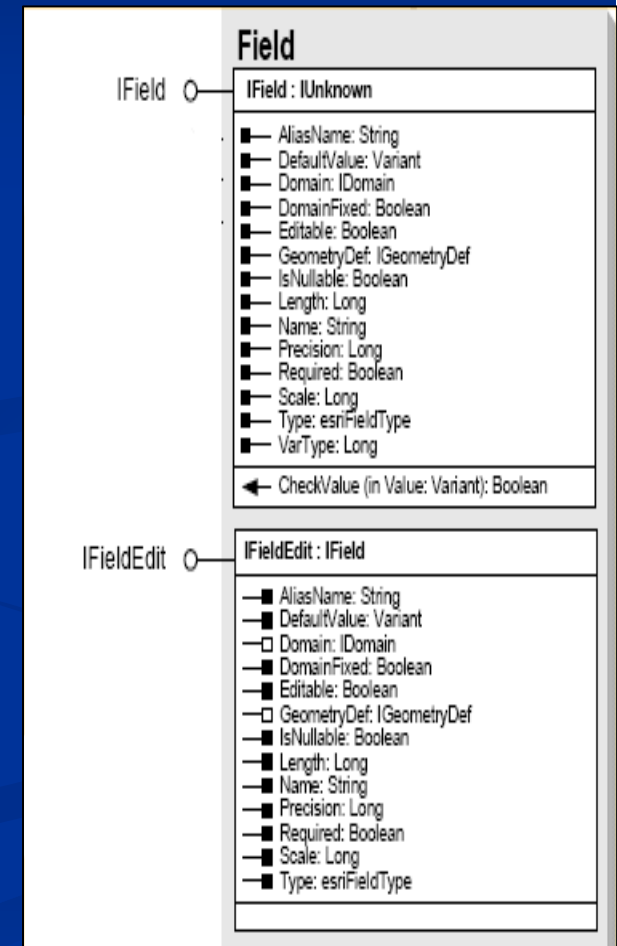 Field
IField
IField : IUnknown
AliasName: String
DefaultValue: Variant
Domain: IDomain
DomainFixed: Boolean
Editable: Boolean
GeometryDef: IGeometryDef
IsNullable: Boolean
Length: Long
Name: String
Precision: Long
Required: Boolean
Scale: Long
Type: esriFieldType
VarType: Long
CheckValue (in Value: Variant): Boolean
IFieldEdit
IFieldEdit : IField
AliasName: String
DefaultValue: Variant
Domain: IDomain
DomainFixed: Boolean
Editable: Boolean
GeometryDef: IGeometryDef
IsNullable: Boolean
Length: Long
Name: String
Precision: Long
Required: Boolean
Scale: Long
Type: esriFieldType